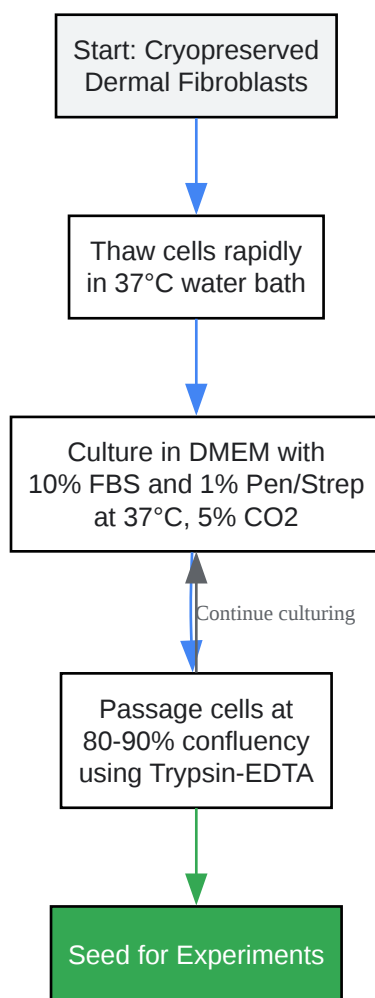 Start: Cryopreserved
Dermal Fibroblasts
Thaw cells rapidly
in 37°C water bath
Culture in DMEM with
10% FBS and 1% Pen/Strep
at 37°C, 5% CO2
Continue culturing
Passage cells at
80-90% confluency
using Trypsin-EDTA
Seed for Experiments